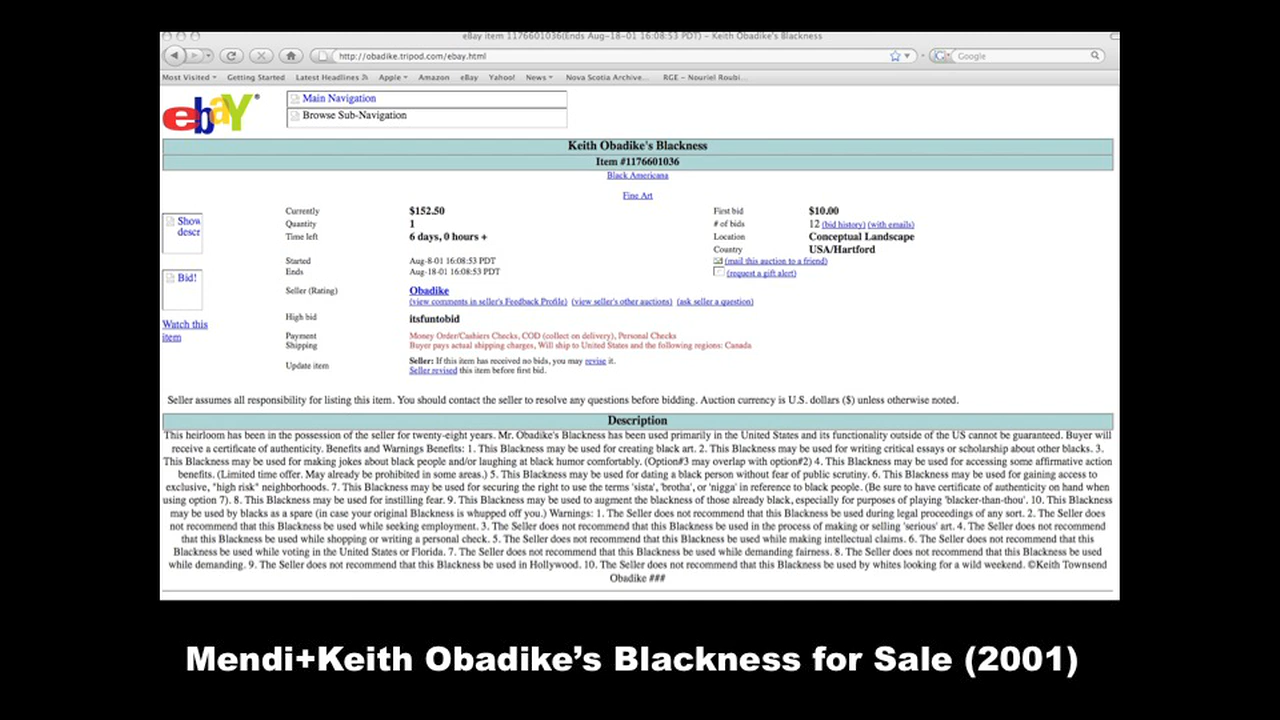 eBay item 1176601036(Ends Aug-18-01 16:08:53 PDT) – Keith Obadike's Blackness
http://obadike.tripod.com/ebay.html
Google
Most Visited Getting Started Latest Headlines Apple Amazon eBay Yahoo! News Nova Scotia Archive... RGE – Nouriel Roubi...
ebaY®
Main Navigation
Browse Sub-Navigation
Keith Obadike's Blackness
Item #1176601036
Black Americana
Fine Art
Show
descr
Bid!
Watch this
item
Currently $152.50 First bid $10.00
Quantity 1 # of bids 12 (bid history) (with emails)
Time left 6 days, 0 hours + Location Conceptual Landscape
Country USA/Hartford
Started Aug-8-01 16:08:53 PDT (mail this auction to a friend)
Ends Aug-18-01 16:08:53 PDT (request a gift alert)
Seller (Rating) Obadike
(view comments in seller's Feedback Profile) (view seller's other auctions) (ask seller a question)
High bid itsfuntobid
Payment Money Order/Cashiers Checks, COD (collect on delivery), Personal Checks
Shipping Buyer pays actual shipping charges, Will ship to United States and the following regions: Canada
Update item Seller: If this item has received no bids, you may revise it.
Seller revised this item before first bid.
Seller assumes all responsibility for listing this item. You should contact the seller to resolve any questions before bidding. Auction currency is U.S. dollars ($) unless otherwise noted.
Description
This heirloom has been in the possession of the seller for twenty-eight years. Mr. Obadike's Blackness has been used primarily in the United States and its functionality outside of the US cannot be guaranteed. Buyer will
receive a certificate of authenticity. Benefits and Warnings Benefits: 1. This Blackness may be used for creating black art. 2. This Blackness may be used for writing critical essays or scholarship about other blacks. 3.
This Blackness may be used for making jokes about black people and/or laughing at black humor comfortably. (Option#3 may overlap with option#2) 4. This Blackness may be used for accessing some affirmative action
benefits. (Limited time offer. May already be prohibited in some areas.) 5. This Blackness may be used for dating a black person without fear of public scrutiny. 6. This Blackness may be used for gaining access to
exclusive, "high risk" neighborhoods. 7. This Blackness may be used for securing the right to use the terms 'sista', 'brotha', or 'nigga' in reference to black people. (Be sure to have certificate of authenticity on hand when
using option 7). 8. This Blackness may be used for instilling fear. 9. This Blackness may be used to augment the blackness of those already black, especially for purposes of playing 'blacker-than-thou'. 10. This Blackness
may be used by blacks as a spare (in case your original Blackness is whupped off you.) Warnings: 1. The Seller does not recommend that this Blackness be used during legal proceedings of any sort. 2. The Seller does
not recommend that this Blackness be used while seeking employment. 3. The Seller does not recommend that this Blackness be used in the process of making or selling 'serious' art. 4. The Seller does not recommend
that this Blackness be used while shopping or writing a personal check. 5. The Seller does not recommend that this Blackness be used while making intellectual claims. 6. The Seller does not recommend that this
Blackness be used while voting in the United States or Florida. 7. The Seller does not recommend that this Blackness be used while demanding fairness. 8. The Seller does not recommend that this Blackness be used
while demanding. 9. The Seller does not recommend that this Blackness be used in Hollywood. 10. The Seller does not recommend that this Blackness be used by whites looking for a wild weekend. ©Keith Townsend
Obadike ###
Mendi+Keith Obadike’s Blackness for Sale (2001)